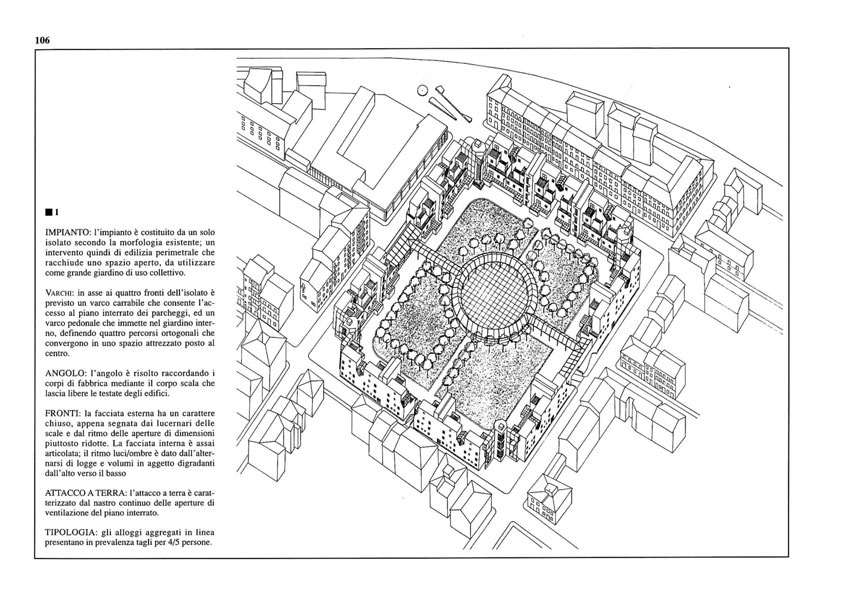 106
■ 1
IMPIANTO: l'impianto è costituito da un solo
isolato secondo la morfologia esistente; un
intervento quindi di edilizia perimetrale che
racchiude uno spazio aperto, da utilizzare
come grande giardino di uso collettivo.
VARCHI: in asse ai quattro fronti dell'isolato è
previsto un varco carrabile che consente l'ac-
cesso al piano interrato dei parcheggi, ed un
varco pedonale che immette nel giardino inter-
no, definendo quattro percorsi ortogonali che
convergono in uno spazio attrezzato posto al
centro.
ANGOLO: l'angolo è risolto raccordando i
corpi di fabbrica mediante il corpo scala che
lascia libere le testate degli edifici.
FRONTI: la facciata esterna ha un carattere
chiuso, appena segnata dai lucernari delle
scale e dal ritmo delle aperture di dimensioni
piuttosto ridotte. La facciata interna è assai
articolata; il ritmo luci/ombre è dato dall'alter-
narsi di logge e volumi in aggetto digradanti
dall'alto verso il basso
ATTACCO A TERRA: l'attacco a terra è carat-
terizzato dal nastro continuo delle aperture di
ventilazione del piano interrato.
TIPOLOGIA: gli alloggi aggregati in linea
presentano in prevalenza tagli per 4/5 persone.